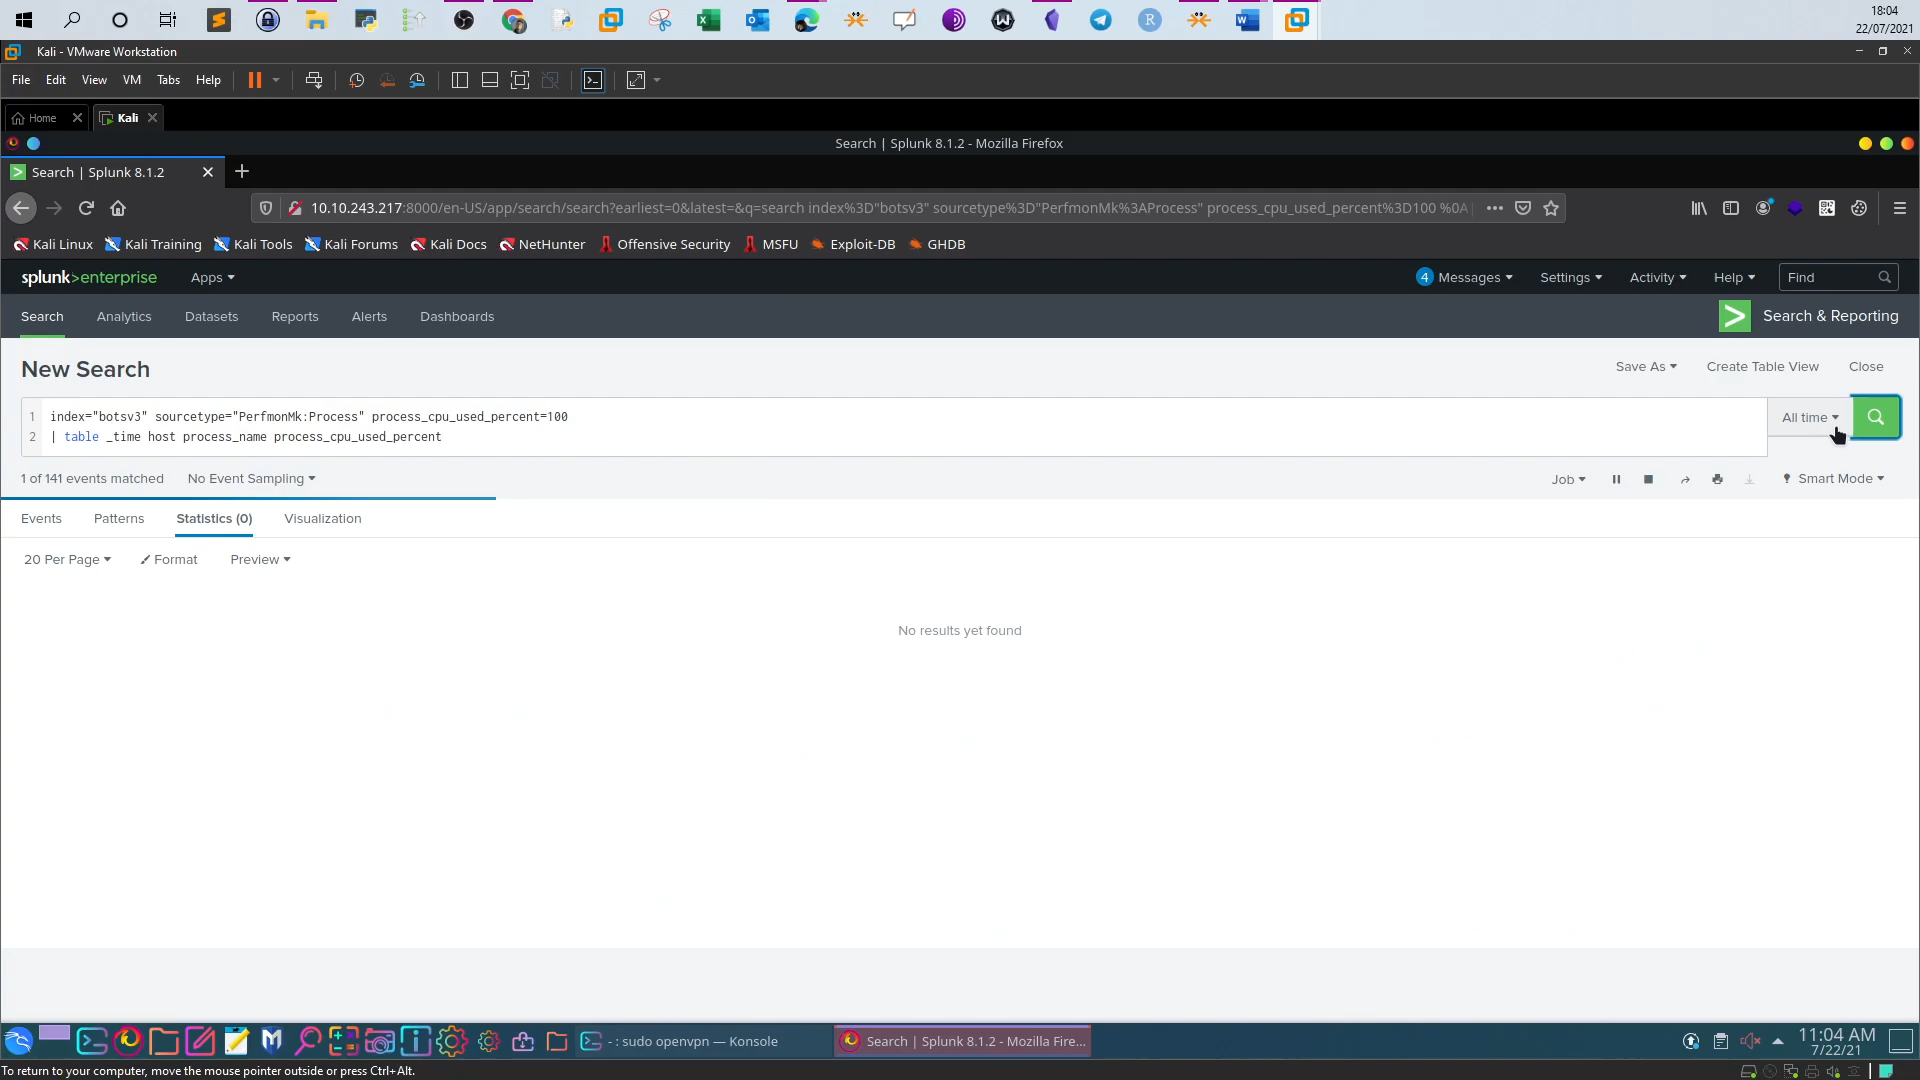 18:04
22/07/2021
Kali - VMware Workstation
File Edit View VM Tabs Help
Home Kali
Search | Splunk 8.1.2 - Mozilla Firefox
Search | Splunk 8.1.2
10.10.243.217:8000/en-US/app/search/search?earliest=0&latest=&q=search index%3D"botsv3" sourcetype%3D"PerfmonMk%3AProcess" process_cpu_used_percent%3D100 %0A|
Kali Linux Kali Training Kali Tools Kali Forums Kali Docs NetHunter Offensive Security MSFU Exploit-DB GHDB
splunk>enterprise Apps 4 Messages Settings Activity Help Find
Search Analytics Datasets Reports Alerts Dashboards Search & Reporting
New Search Save As Create Table View Close
1 index="botsv3" sourcetype="PerfmonMk:Process" process_cpu_used_percent=100 All time
2 | table _time host process_name process_cpu_used_percent
1 of 141 events matched No Event Sampling Job Smart Mode
Events Patterns Statistics (0) Visualization
20 Per Page Format Preview
No results yet found
- : sudo openvpn — Konsole Search | Splunk 8.1.2 - Mozilla Fire... 11:04 AM
7/22/21
To return to your computer, move the mouse pointer outside or press Ctrl+Alt.